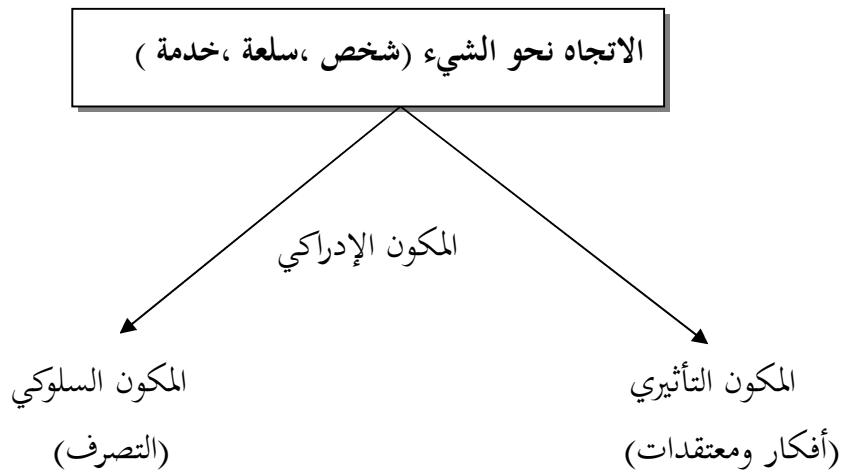 الاتجاه نحو الشيء (شخص ،سلعة ،خدمة )
المكون الإدراكي
المكون التأثيري
(أفكار ومعتقدات)
المكون السلوكي
(التصرف)